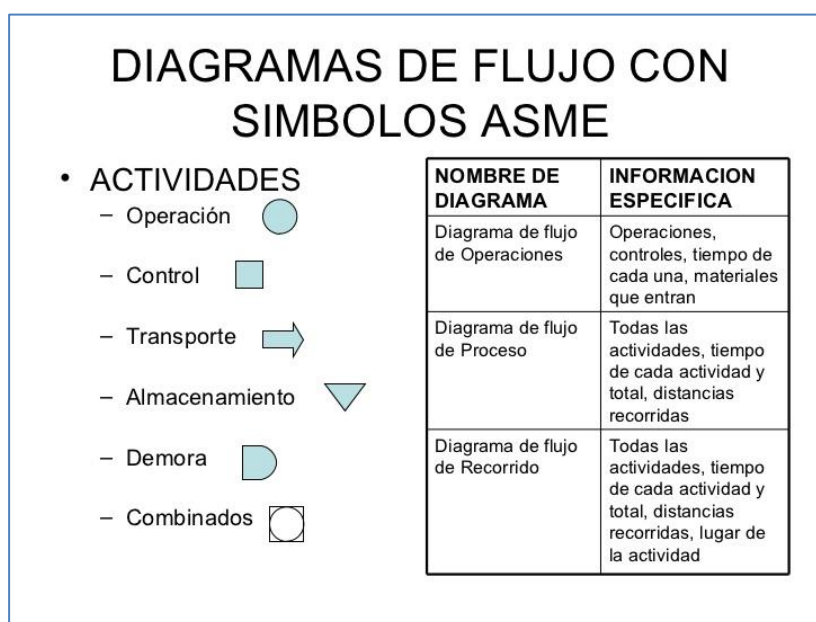 DIAGRAMAS DE FLUJO CON
SIMBOLOS ASME
• ACTIVIDADES
– Operación
– Control
– Transporte
– Almacenamiento
– Demora
– Combinados
NOMBRE DE
DIAGRAMA
INFORMACION
ESPECIFICA
Diagrama de flujo
de Operaciones
Operaciones,
controles, tiempo de
cada una, materiales
que entran
Diagrama de flujo
de Proceso
Todas las
actividades, tiempo
de cada actividad y
total, distancias
recorridas
Diagrama de flujo
de Recorrido
Todas las
actividades, tiempo
de cada actividad y
total, distancias
recorridas, lugar de
la actividad